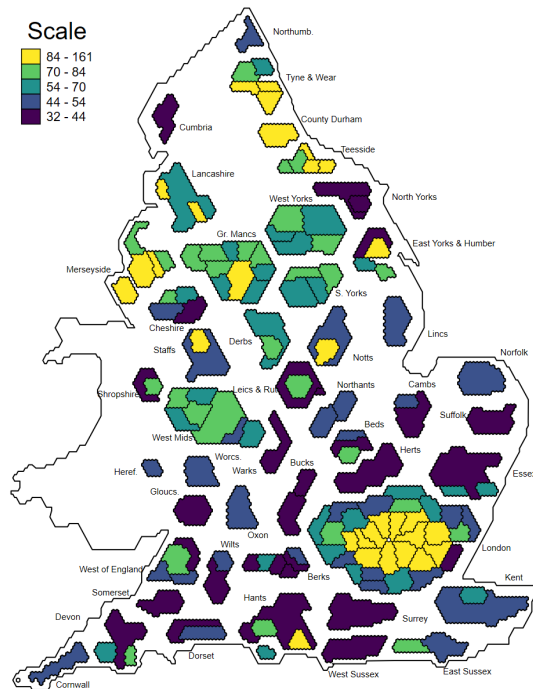 Scale
84 - 161
70 - 84
54 - 70
44 - 54
32 - 44
Northumb.
Tyne & Wear
County Durham
Cumbria
Teesside
Lancashire
West Yorks
North Yorks
Gr. Mancs
East Yorks & Humber
Merseyside
S. Yorks
Cheshire
Staffs
Derbs
Notts
Lincs
Norfolk
Shropshire
Leics & Rut
Northants
Cambs
Suffolk
West Mids
Beds
Heref.
Worcs.
Warks
Bucks
Herts
Essex
Gloucs.
Oxon
London
West of England
Wilts
Berks
Kent
Somerset
Devon
Hants
Surrey
Dorset
West Sussex
East Sussex
Cornwall